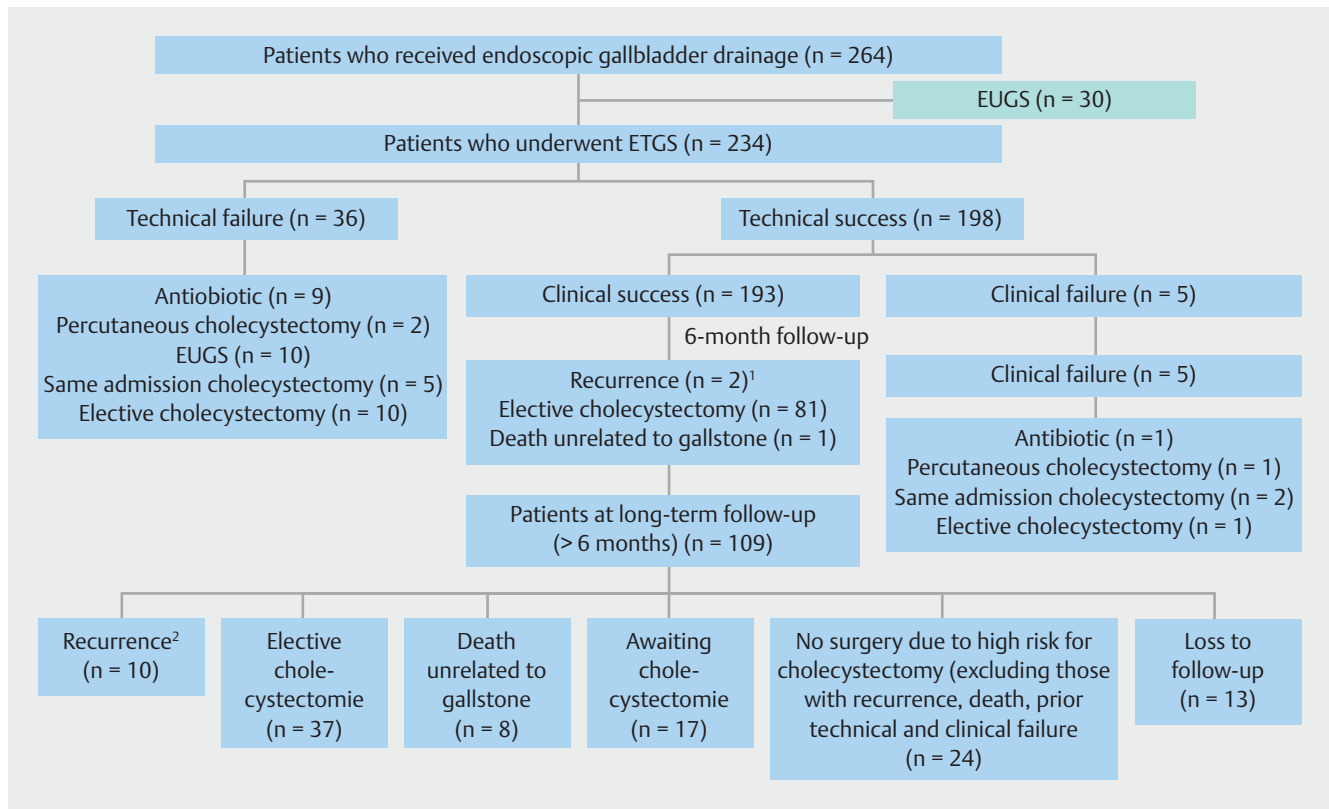 Patients who received endoscopic gallbladder drainage (n = 264)
EUGS (n = 30)
Patients who underwent ETGS (n = 234)
Technical failure (n = 36)
Technical success (n = 198)
Antiobiotic (n = 9)
Percutaneous cholecystectomy (n = 2)
EUGS (n = 10)
Same admission cholecystectomy (n = 5)
Elective cholecystectomy (n = 10)
Clinical success (n = 193)
Clinical failure (n = 5)
6-month follow-up
Recurrence (n = 2)¹
Elective cholecystectomy (n = 81)
Death unrelated to gallstone (n = 1)
Clinical failure (n = 5)
Antibiotic (n =1)
Percutaneous cholecystectomy (n = 1)
Same admission cholecystectomy (n = 2)
Elective cholecystectomy (n = 1)
Patients at long-term follow-up
(> 6 months) (n = 109)
Recurrence²
(n = 10)
Elective
chole-
cystectomie
(n = 37)
Death
unrelated to
gallstone
(n = 8)
Awaiting
chole-
cystectomie
(n = 17)
No surgery due to high risk for
cholecystectomy (excluding those
with recurrence, death, prior
technical and clinical failure
(n = 24)
Loss to
follow-up
(n = 13)